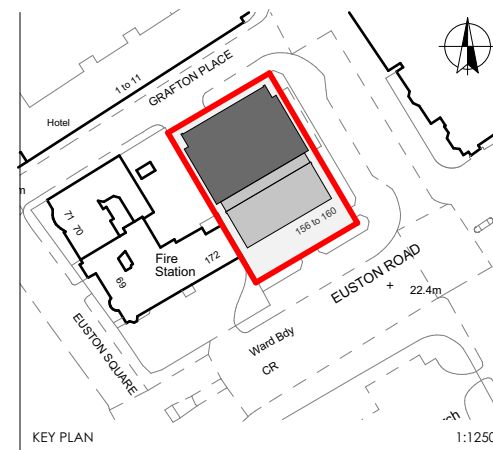 GRAFTON PLACE
1 to 11
Hotel
m
71
70
156 to 160
Fire
Station
172
69
EUSTON ROAD
22.4m
EUSTON SQUARE
Ward Bdy
CR
KEY PLAN
1:1250